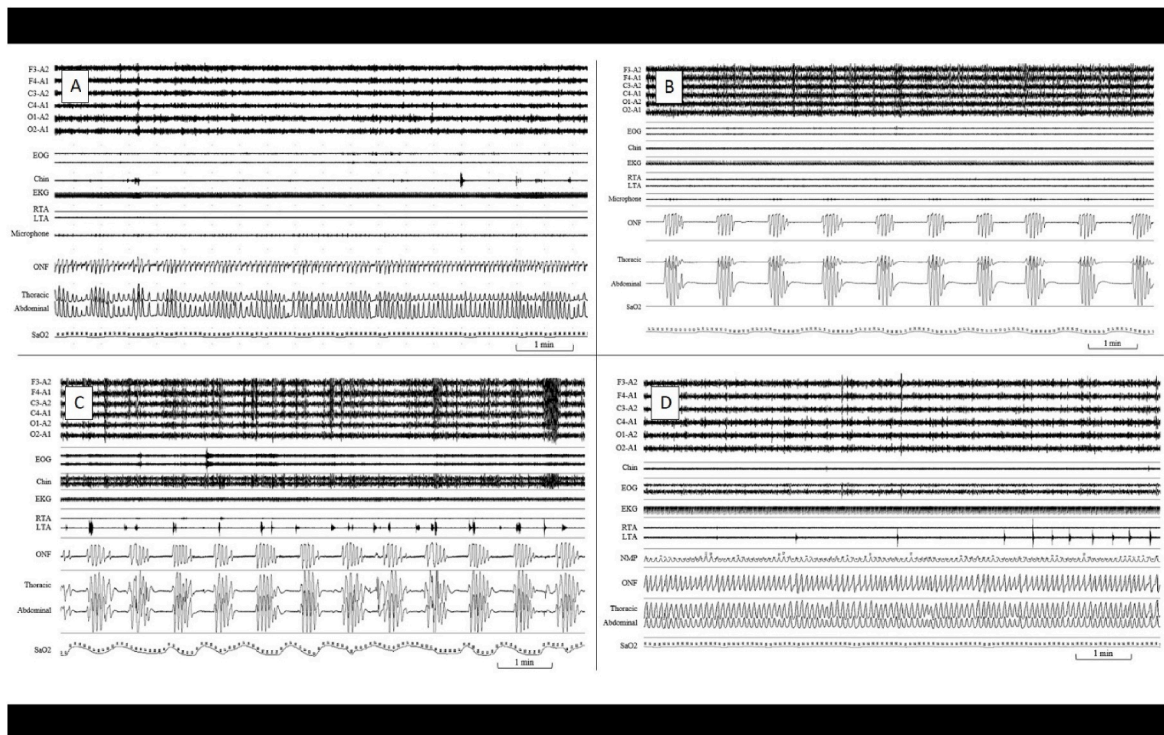 A
F3-A2
F4-A1
C3-A2
C4-A1
O1-A2
O2-A1
EOG
Chin
EKG
RTA
LTA
Microphone
ONF
Thoracic
Abdominal
SaO2
1 min
B
F3-A2
F4-A1
C3-A2
C4-A1
O1-A2
O2-A1
EOG
Chin
EKG
RTA
LTA
Microphone
ONF
Thoracic
Abdominal
SaO2
1 min
C
F3-A2
F4-A1
C3-A2
C4-A1
O1-A2
O2-A1
EOG
Chin
EKG
RTA
LTA
ONF
Thoracic
Abdominal
SaO2
1 min
D
F3-A2
F4-A1
C3-A2
C4-A1
O1-A2
O2-A1
Chin
EOG
EKG
RTA
LTA
NMP
ONF
Thoracic
Abdominal
SaO2
1 min